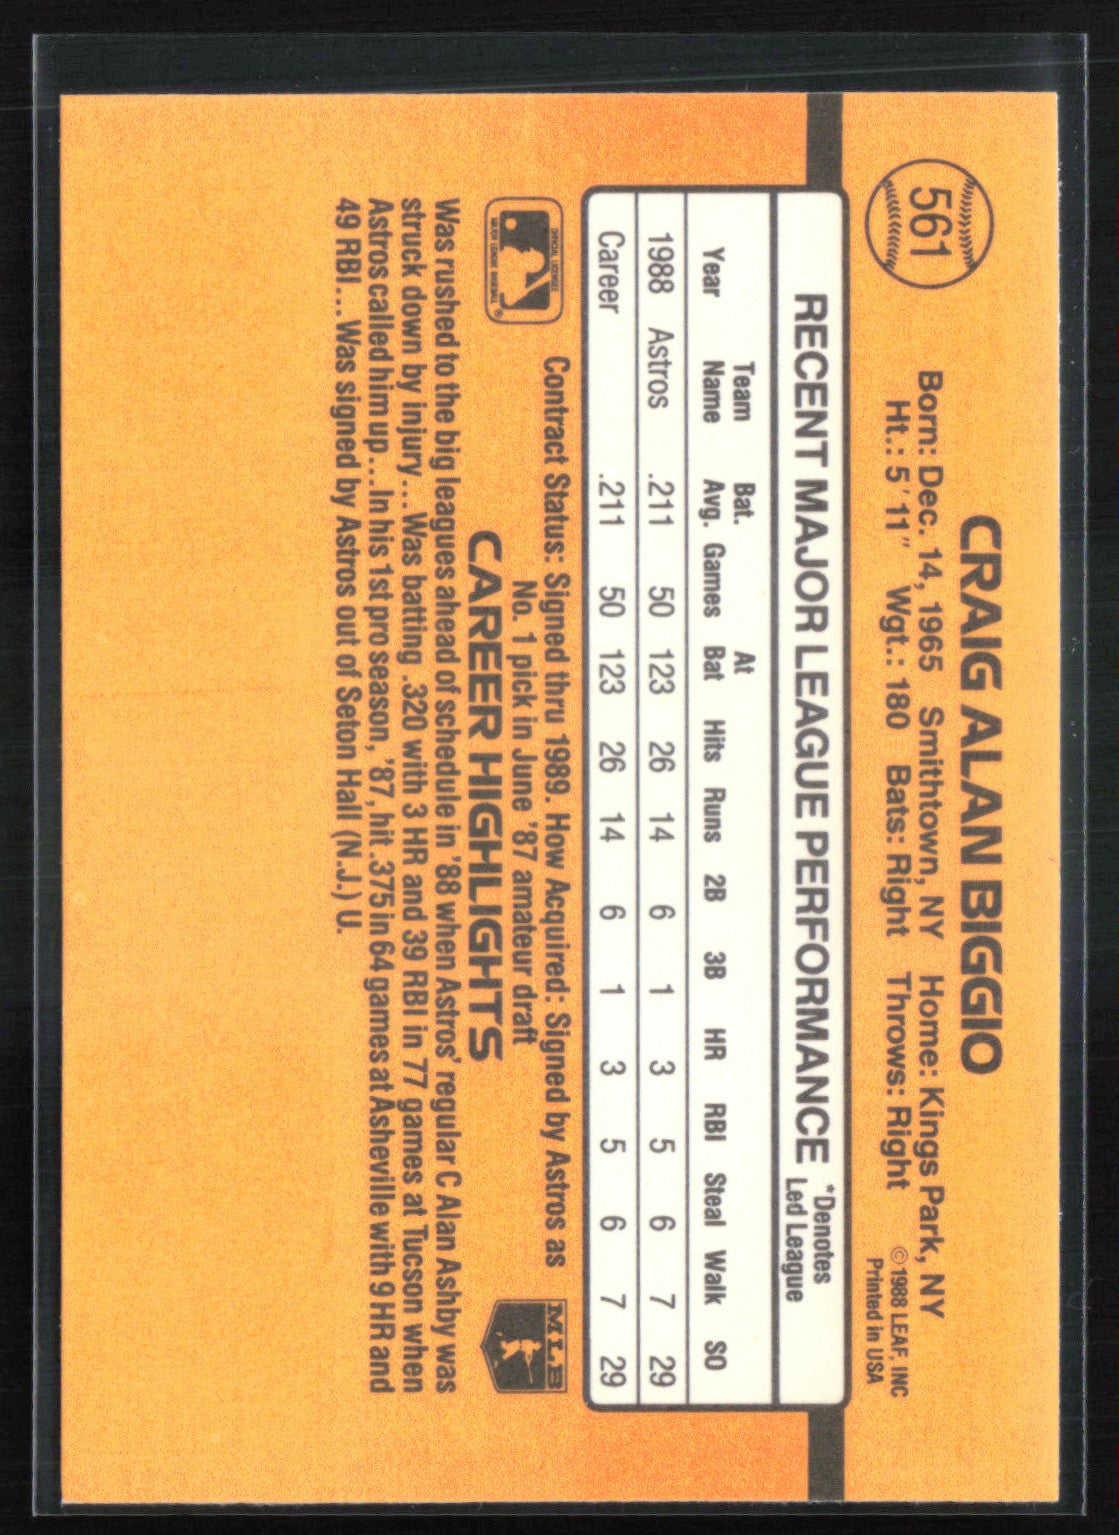 561
CRAIG ALAN BIGGIO
Born: Dec. 14, 1965 Smithtown, NY Home: Kings Park, NY
Ht.: 5'11" Wgt.: 180 Bats: Right Throws: Right
© 1988 LEAF, INC
Printed in USA
RECENT MAJOR LEAGUE PERFORMANCE
*Denotes
Led League
Team Bat. At
Year Name Avg. Games Bat Hits Runs 2B 3B HR RBI Steal Walk SO
1988 Astros .211 50 123 26 14 6 1 3 5 6 7 29
Career .211 50 123 26 14 6 1 3 5 6 7 29
OFFICIAL LICENSEE
MAJOR LEAGUE BASEBALL
®
Contract Status: Signed thru 1989. How Acquired: Signed by Astros as
No. 1 pick in June '87 amateur draft
MLB
CAREER HIGHLIGHTS
Was rushed to the big leagues ahead of schedule in '88 when Astros' regular C Alan Ashby was
struck down by injury...Was batting .320 with 3 HR and 39 RBI in 77 games at Tucson when
Astros called him up...In his 1st pro season, '87, hit .375 in 64 games at Asheville with 9 HR and
49 RBI...Was signed by Astros out of Seton Hall (N.J.) U.